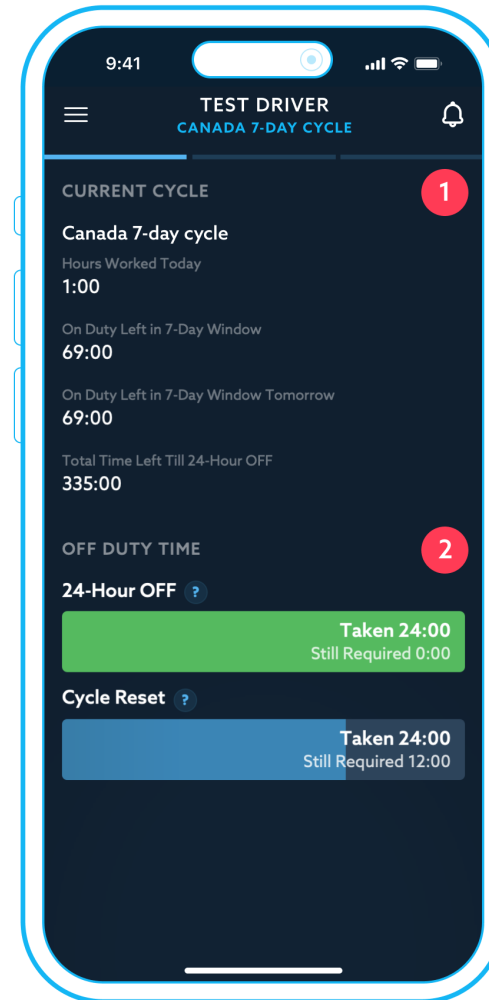 9:41
TEST DRIVER
CANADA 7-DAY CYCLE
CURRENT CYCLE
1
Canada 7-day cycle
Hours Worked Today
1:00
On Duty Left in 7-Day Window
69:00
On Duty Left in 7-Day Window Tomorrow
69:00
Total Time Left Till 24-Hour OFF
335:00
OFF DUTY TIME
2
24-Hour OFF ?
Taken 24:00
Still Required 0:00
Cycle Reset ?
Taken 24:00
Still Required 12:00